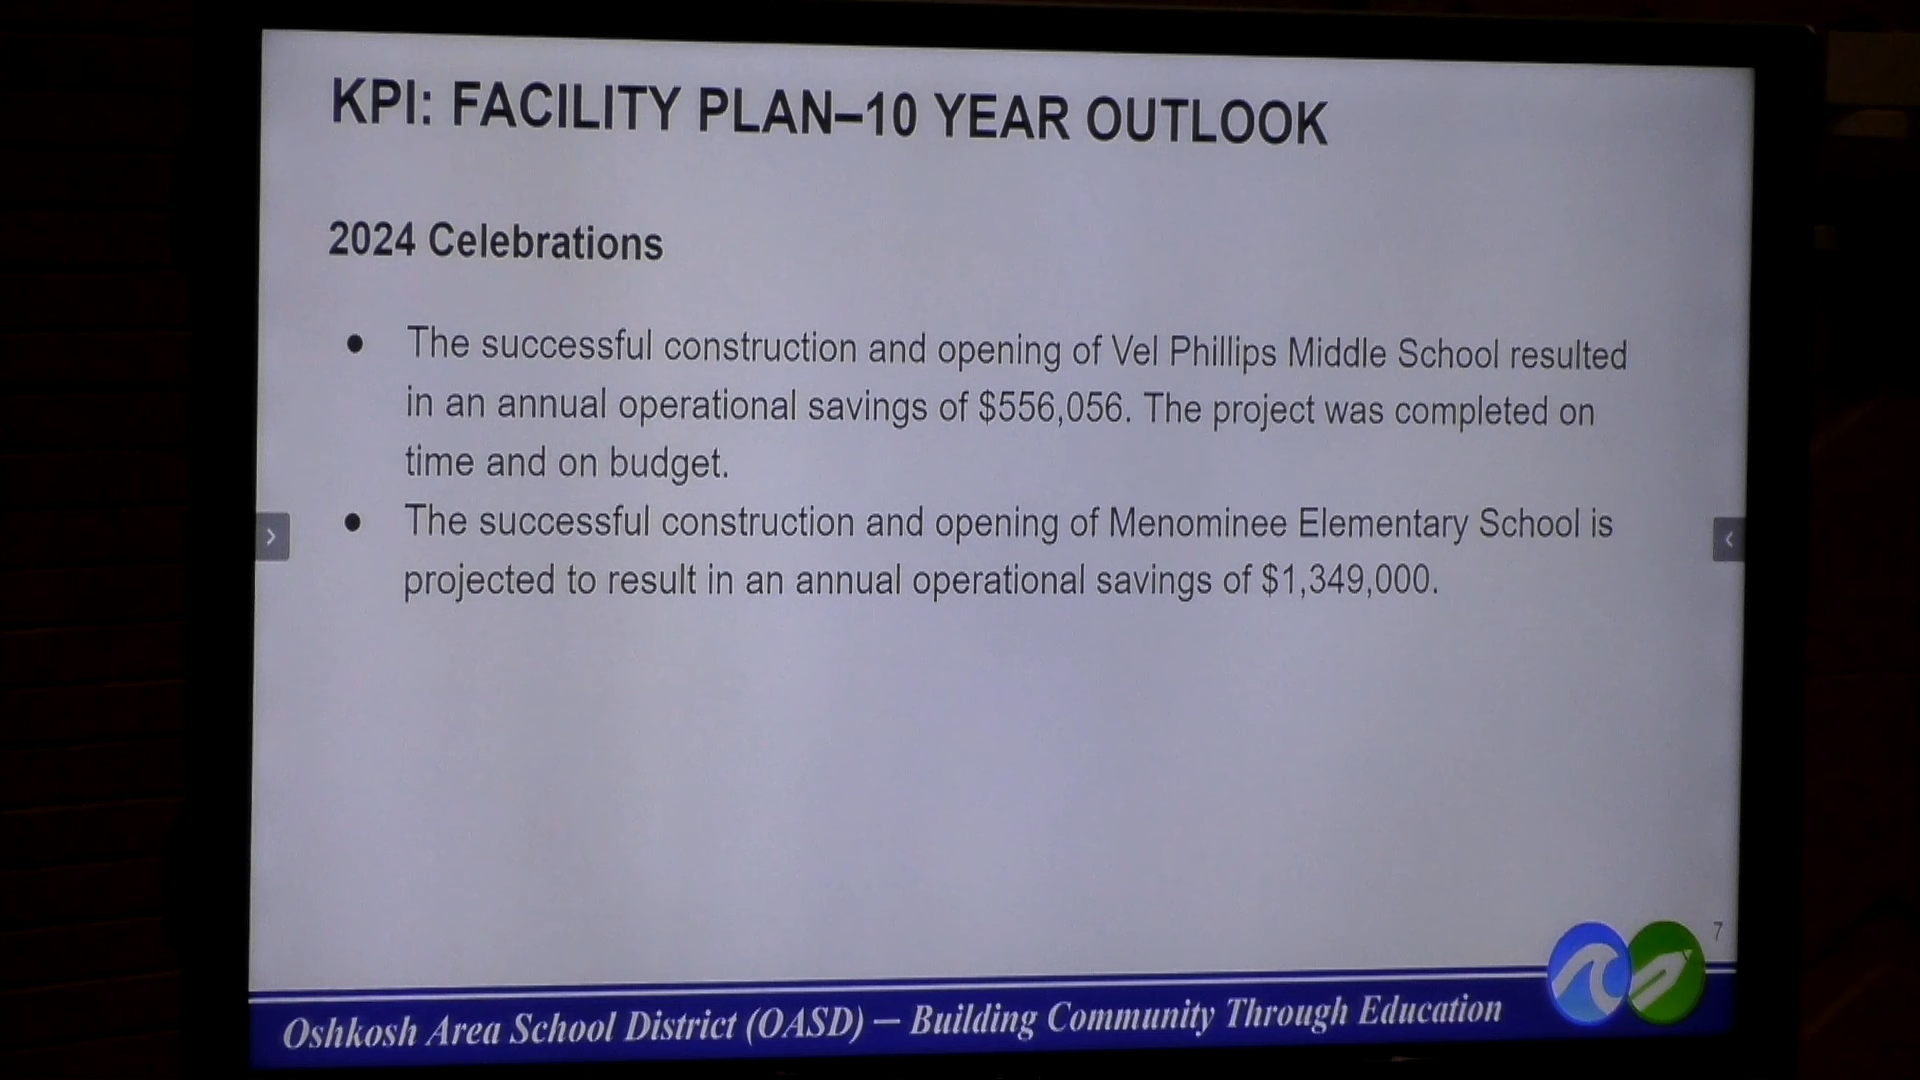 KPI: FACILITY PLAN–10 YEAR OUTLOOK
2024 Celebrations
● The successful construction and opening of Vel Phillips Middle School resulted
in an annual operational savings of $556,056. The project was completed on
time and on budget.
● The successful construction and opening of Menominee Elementary School is
projected to result in an annual operational savings of $1,349,000.
7
Oshkosh Area School District (OASD) — Building Community Through Education